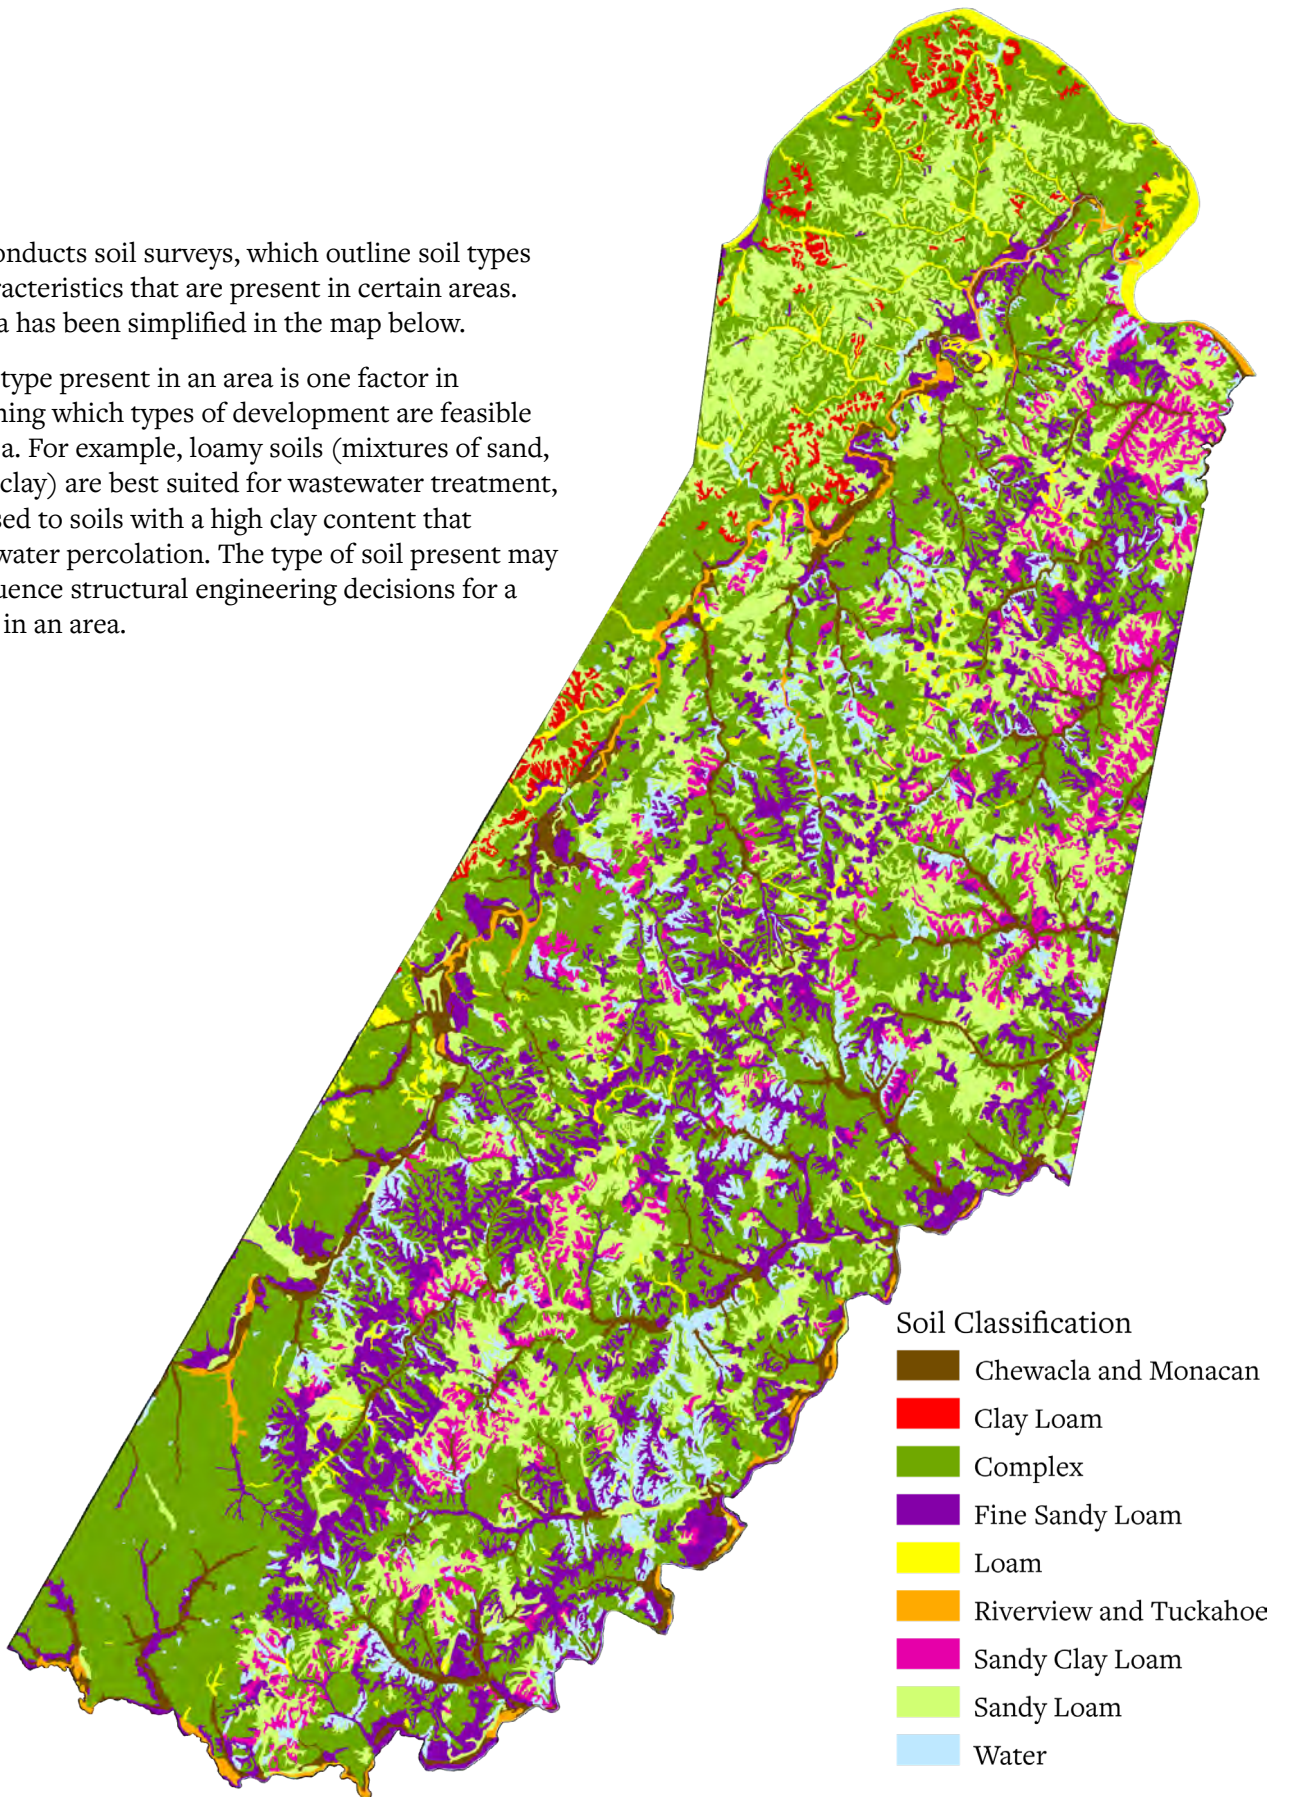 onducts soil surveys, which outline soil types
racteristics that are present in certain areas.
a has been simplified in the map below.
type present in an area is one factor in
ning which types of development are feasible
a. For example, loamy soils (mixtures of sand,
clay) are best suited for wastewater treatment,
sed to soils with a high clay content that
water percolation. The type of soil present may
uence structural engineering decisions for a
in an area.
Soil Classification
Chewacla and Monacan
Clay Loam
Complex
Fine Sandy Loam
Loam
Riverview and Tuckahoe
Sandy Clay Loam
Sandy Loam
Water